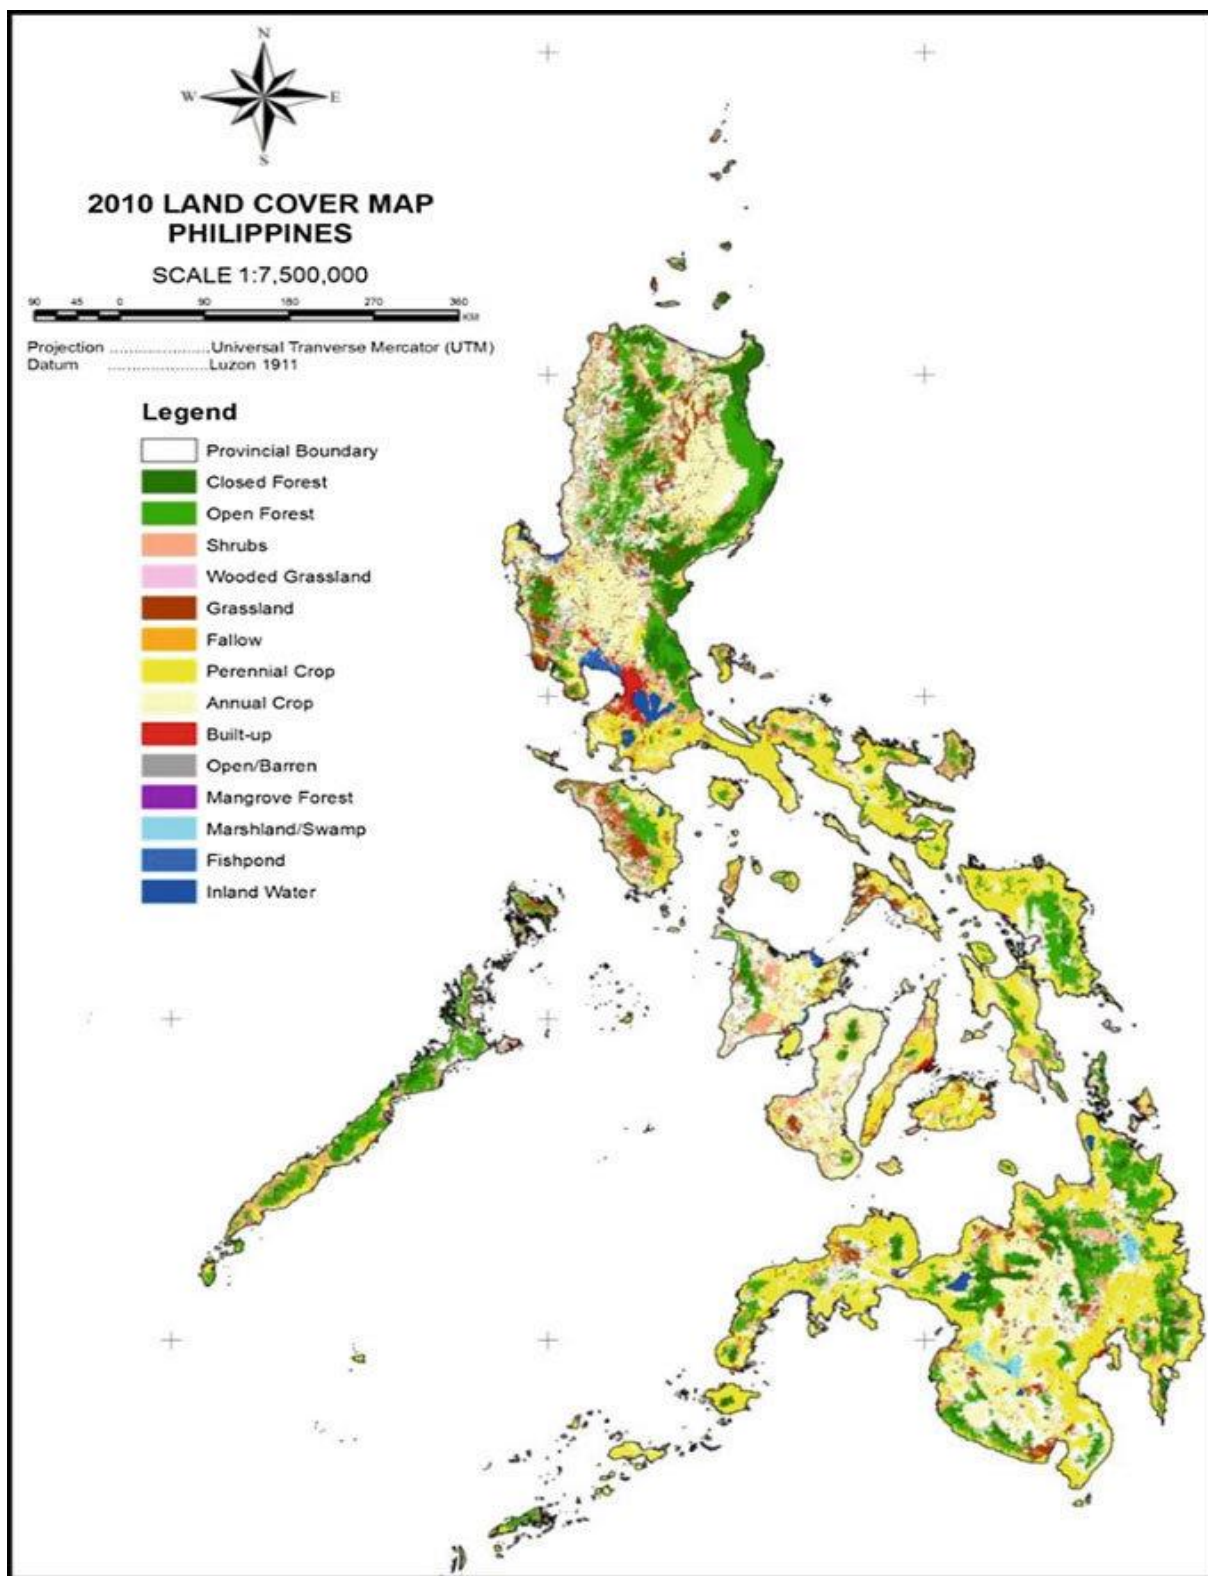 N
W E
S
2010 LAND COVER MAP
PHILIPPINES
SCALE 1:7,500,000
90 45 0 90 180 270 360
KM
Projection ......................Universal Tranverse Mercator (UTM)
Datum ......................Luzon 1911
Legend
Provincial Boundary
Closed Forest
Open Forest
Shrubs
Wooded Grassland
Grassland
Fallow
Perennial Crop
Annual Crop
Built-up
Open/Barren
Mangrove Forest
Marshland/Swamp
Fishpond
Inland Water